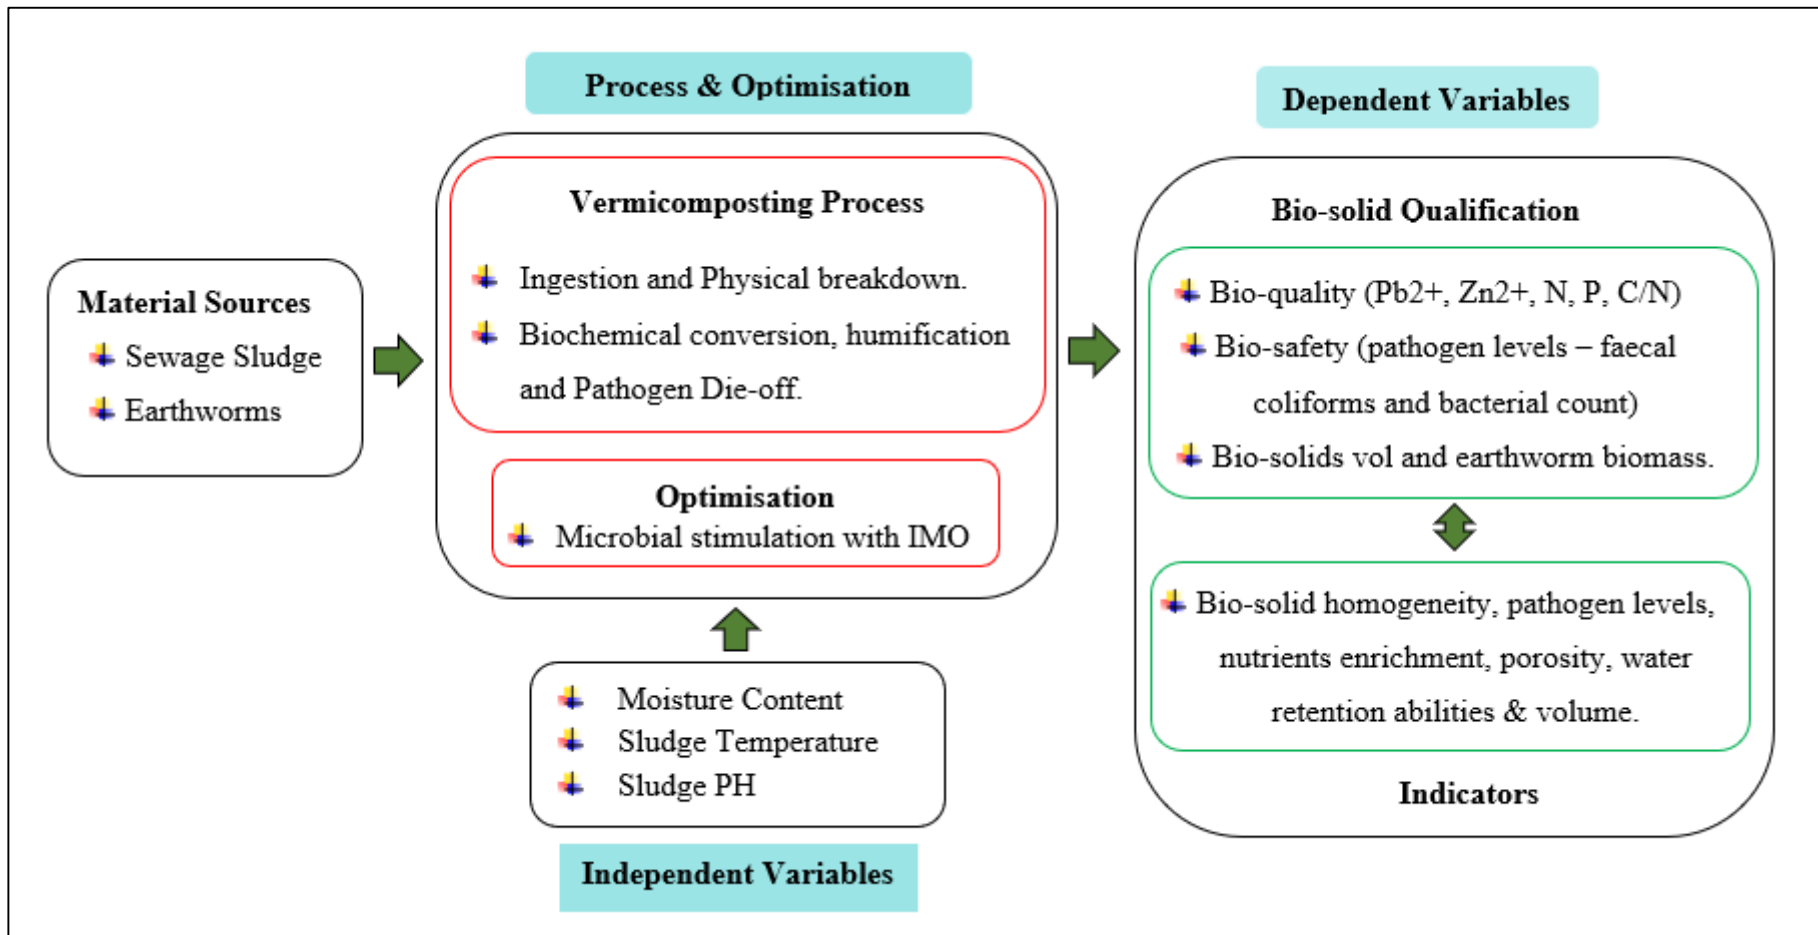 Process & Optimisation
Dependent Variables
Material Sources
Sewage Sludge
Earthworms
Vermicomposting Process
Ingestion and Physical breakdown.
Biochemical conversion, humification
and Pathogen Die-off.
Optimisation
Microbial stimulation with IMO
Moisture Content
Sludge Temperature
Sludge PH
Independent Variables
Bio-solid Qualification
Bio-quality (Pb2+, Zn2+, N, P, C/N)
Bio-safety (pathogen levels – faecal
coliforms and bacterial count)
Bio-solids vol and earthworm biomass.
Bio-solid homogeneity, pathogen levels,
nutrients enrichment, porosity, water
retention abilities & volume.
Indicators